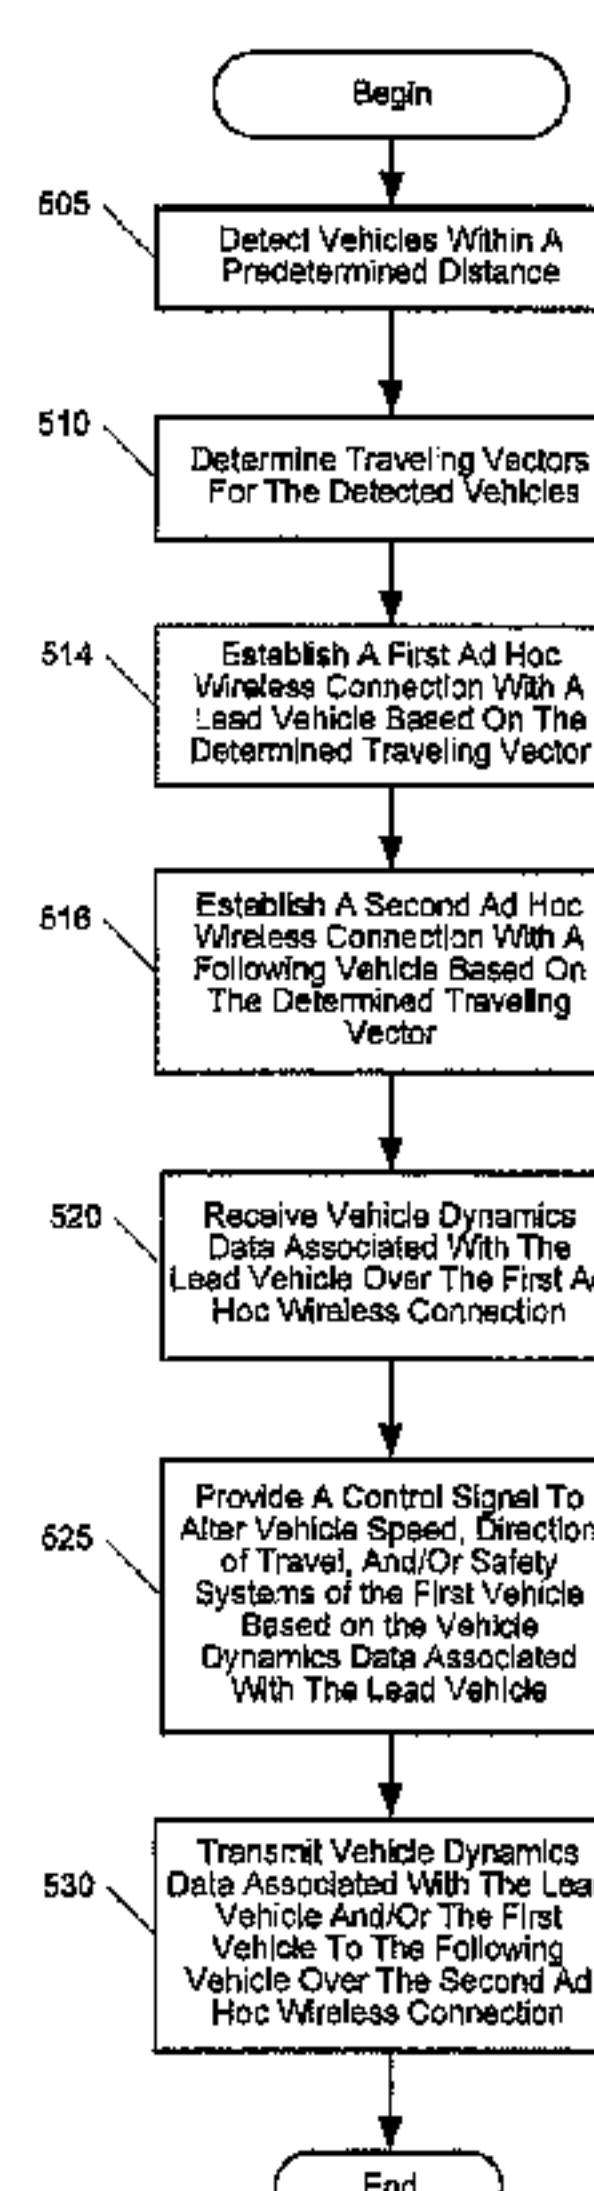 Begin
505
Detect Vehicles Within A
Predetermined Distance
510
Determine Traveling Vectors
For The Detected Vehicles
514
Establish A First Ad Hoc
Wireless Connection With A
Lead Vehicle Based On The
Determined Traveling Vector
516
Establish A Second Ad Hoc
Wireless Connection With A
Following Vehicle Based On
The Determined Traveling
Vector
520
Receive Vehicle Dynamics
Data Associated With The
Lead Vehicle Over The First Ad
Hoc Wireless Connection
525
Provide A Control Signal To
Alter Vehicle Speed, Direction
of Travel, And/Or Safety
Systems of the First Vehicle
Based on the Vehicle
Dynamics Data Associated
With The Lead Vehicle
530
Transmit Vehicle Dynamics
Data Associated With The Lead
Vehicle And/Or The First
Vehicle To The Following
Vehicle Over The Second Ad
Hoc Wireless Connection
End